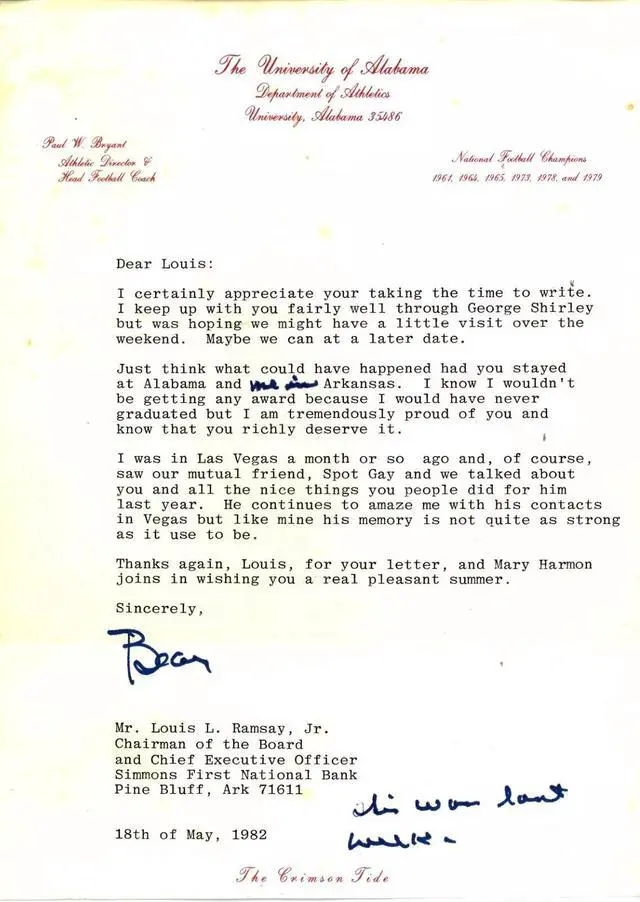 The University of Alabama
Department of Athletics
University, Alabama 35486
Paul W. Bryant
Athletic Director &
Head Football Coach
National Football Champions
1961, 1964, 1965, 1973, 1978, and 1979
Dear Louis:
I certainly appreciate your taking the time to write.
I keep up with you fairly well through George Shirley
but was hoping we might have a little visit over the
weekend. Maybe we can at a later date.
Just think what could have happened had you stayed
at Alabama and me in Arkansas. I know I wouldn't
be getting any award because I would have never
graduated but I am tremendously proud of you and
know that you richly deserve it.
I was in Las Vegas a month or so ago and, of course,
saw our mutual friend, Spot Gay and we talked about
you and all the nice things you people did for him
last year. He continues to amaze me with his contacts
in Vegas but like mine his memory is not quite as strong
as it use to be.
Thanks again, Louis, for your letter, and Mary Harmon
joins in wishing you a real pleasant summer.
Sincerely,
Bear
Mr. Louis L. Ramsay, Jr.
Chairman of the Board
and Chief Executive Officer
Simmons First National Bank
Pine Bluff, Ark 71611
18th of May, 1982
The Crimson Tide